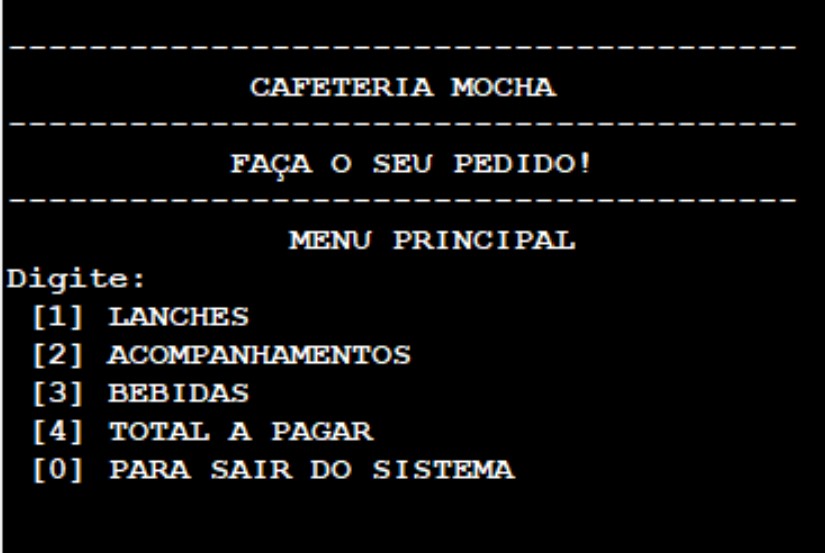 ---------------------------------------
CAFETERIA MOCHA
---------------------------------------
FAÇA O SEU PEDIDO!
---------------------------------------
MENU PRINCIPAL
Digite:
[1] LANCHES
[2] ACOMPANHAMENTOS
[3] BEBIDAS
[4] TOTAL A PAGAR
[0] PARA SAIR DO SISTEMA